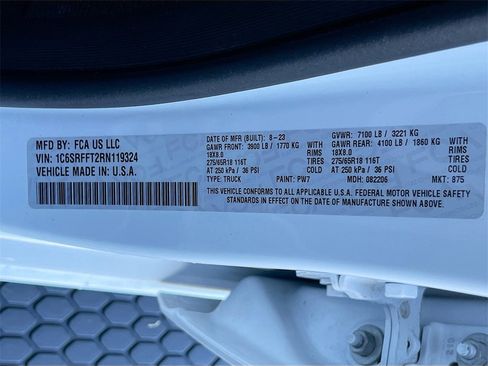 MFD BY: FCA US LLC
VIN: 1C6SRFFT2RN119324
VEHICLE MADE IN: U.S.A.
DATE OF MFR (BUILT): 8-23 GVWR: 7100 LB / 3221 KG
GAWR FRONT: 3900 LB / 1770 KG WITH GAWR REAR: 4100 LB / 1860 KG WITH
18X8.0 RIMS 18X8.0 RIMS
275/65R18 116T TIRES 275/65R18 116T TIRES
AT 250 kPa / 36 PSI COLD AT 250 kPa / 36 PSI COLD
TYPE: TRUCK PAINT: PW7 MDH: 082206 MKT: 875
THIS VEHICLE CONFORMS TO ALL APPLICABLE U.S.A. FEDERAL MOTOR VEHICLE SAFETY
STANDARDS IN EFFECT ON THE DATE OF MANUFACTURE SHOWN ABOVE.